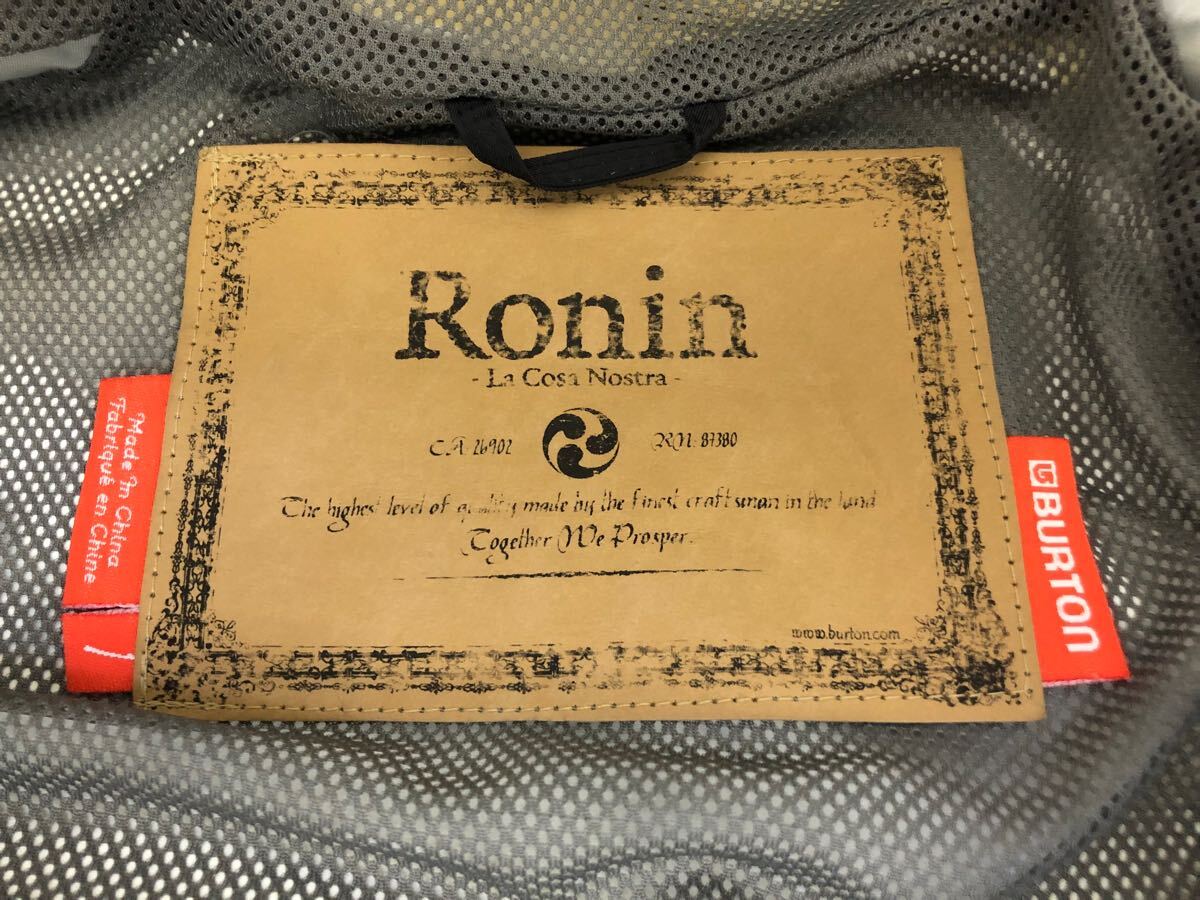 Ronin
- La Cosa Nostra -
CA: 26902
RN: 87380
The highest level of quality made by the finest craftsman in the land
Together We Prosper.
www.burton.com
Made in China
Fabriqué en Chine
BURTON